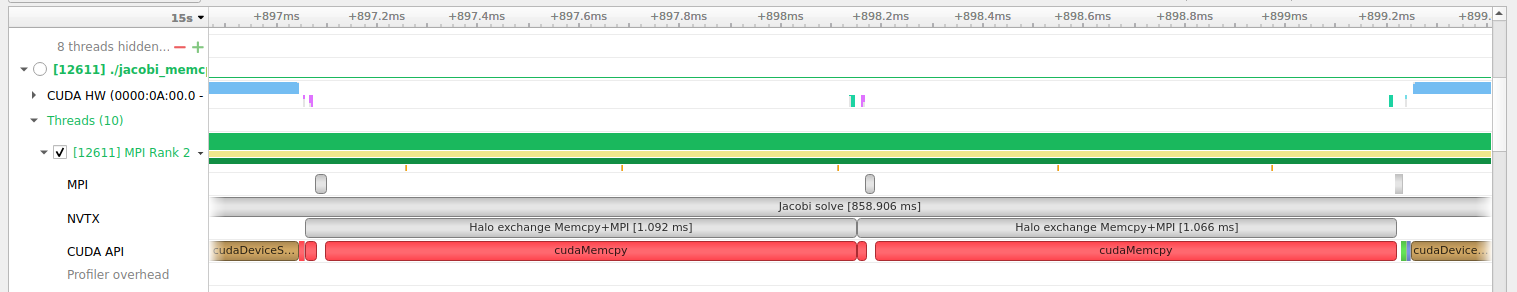 15s +897ms +897.2ms +897.4ms +897.6ms +897.8ms +898ms +898.2ms +898.4ms +898.6ms +898.8ms +899ms +899.2ms +899.
8 threads hidden...
[12611] ./jacobi_memc
CUDA HW (0000:0A:00.0 -
Threads (10)
[12611] MPI Rank 2
MPI
Jacobi solve [858.906 ms]
NVTX
Halo exchange Memcpy+MPI [1.092 ms] Halo exchange Memcpy+MPI [1.066 ms]
CUDA API cudaDeviceS... cudaMemcpy cudaMemcpy cudaDevice...
Profiler overhead